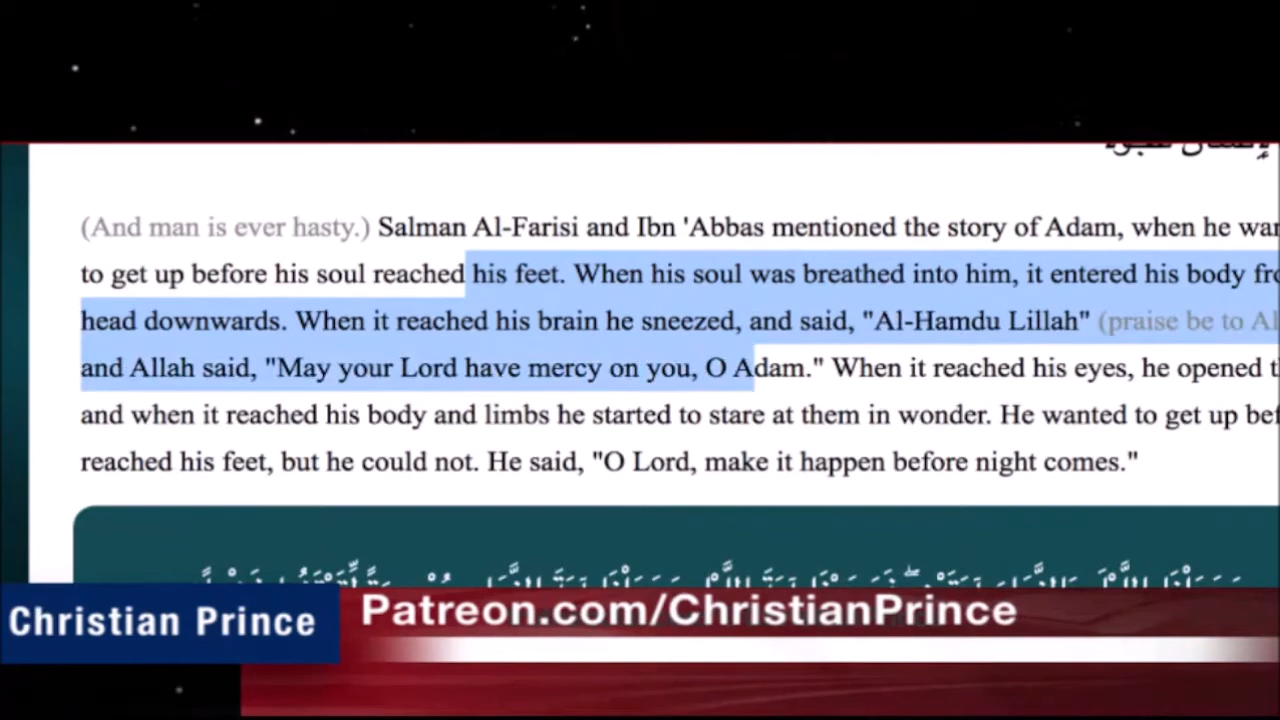 (And man is ever hasty.) Salman Al-Farisi and Ibn 'Abbas mentioned the story of Adam, when he
to get up before his soul reached his feet. When his soul was breathed into him, it entered his body
head downwards. When it reached his brain he sneezed, and said, "Al-Hamdu Lillah" (praise be to
and Allah said, "May your Lord have mercy on you, O Adam." When it reached his eyes, he opened
and when it reached his body and limbs he started to stare at them in wonder. He wanted to get up
reached his feet, but he could not. He said, "O Lord, make it happen before night comes."
Christian Prince
Patreon.com/ChristianPrince